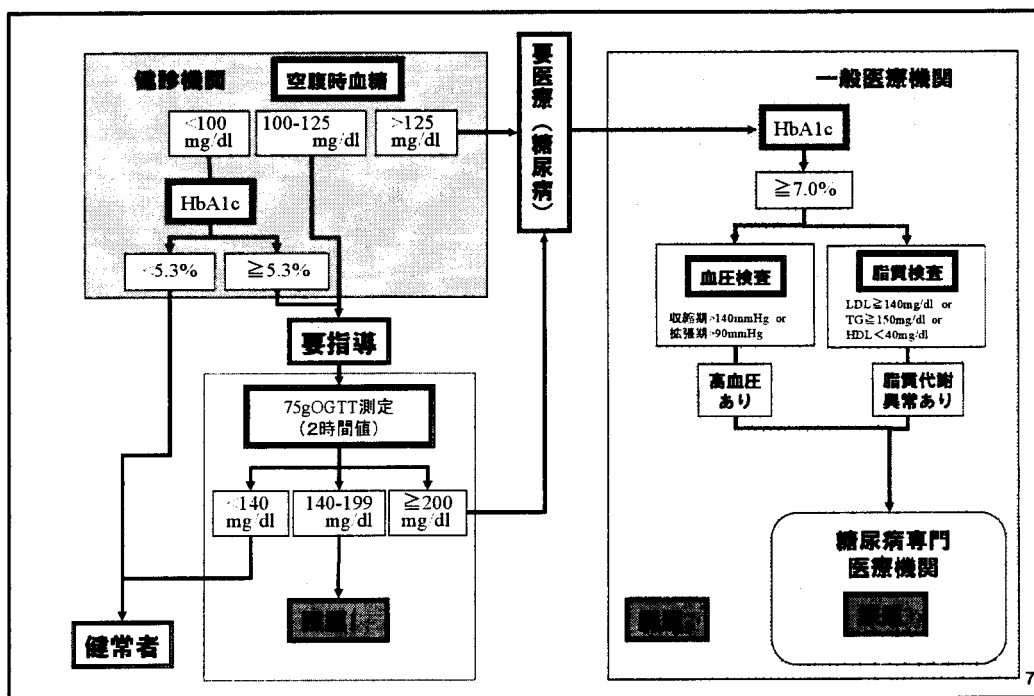 健診機関
空腹時血糖
<100
mg/dl
100-125
mg/dl
>125
mg/dl
HbA1c
<5.3%
≧5.3%
要指導
75gOGTT測定
(2時間値)
<140
mg/dl
140-199
mg/dl
≧200
mg/dl
健常者
要医療(糖尿病)
一般医療機関
HbA1c
≧7.0%
血圧検査
収縮期>140mmHg or
拡張期>90mmHg
脂質検査
LDL≧140mg/dl or
TG≧150mg/dl or
HDL<40mg/dl
高血圧
あり
脂質代謝
異常あり
糖尿病専門
医療機関
7